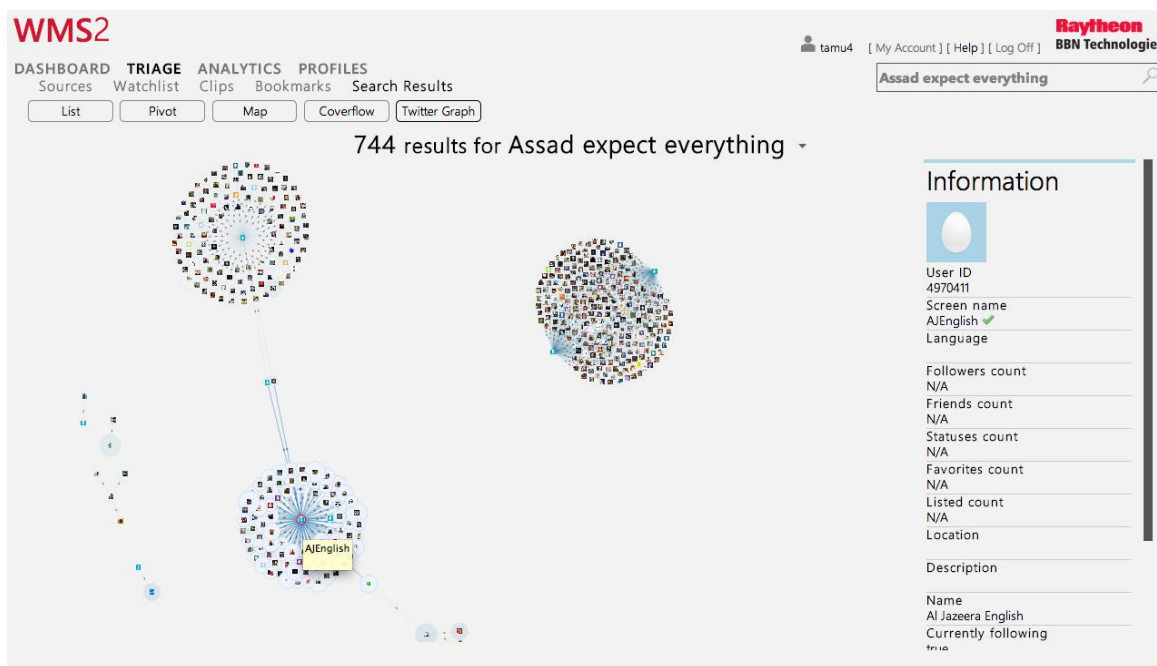 WMS2
Raytheon
BBN Technologie
tamu4 [ My Account ] [ Help ] [ Log Off ]
DASHBOARD TRIAGE ANALYTICS PROFILES
Sources Watchlist Clips Bookmarks Search Results
Assad expect everything
List Pivot Map Coverflow Twitter Graph
744 results for Assad expect everything
Information
User ID
4970411
Screen name
AJEnglish
Language
Followers count
N/A
Friends count
N/A
Statuses count
N/A
Favorites count
N/A
Listed count
N/A
Location
Description
Name
Al Jazeera English
Currently following
true
AJEnglish